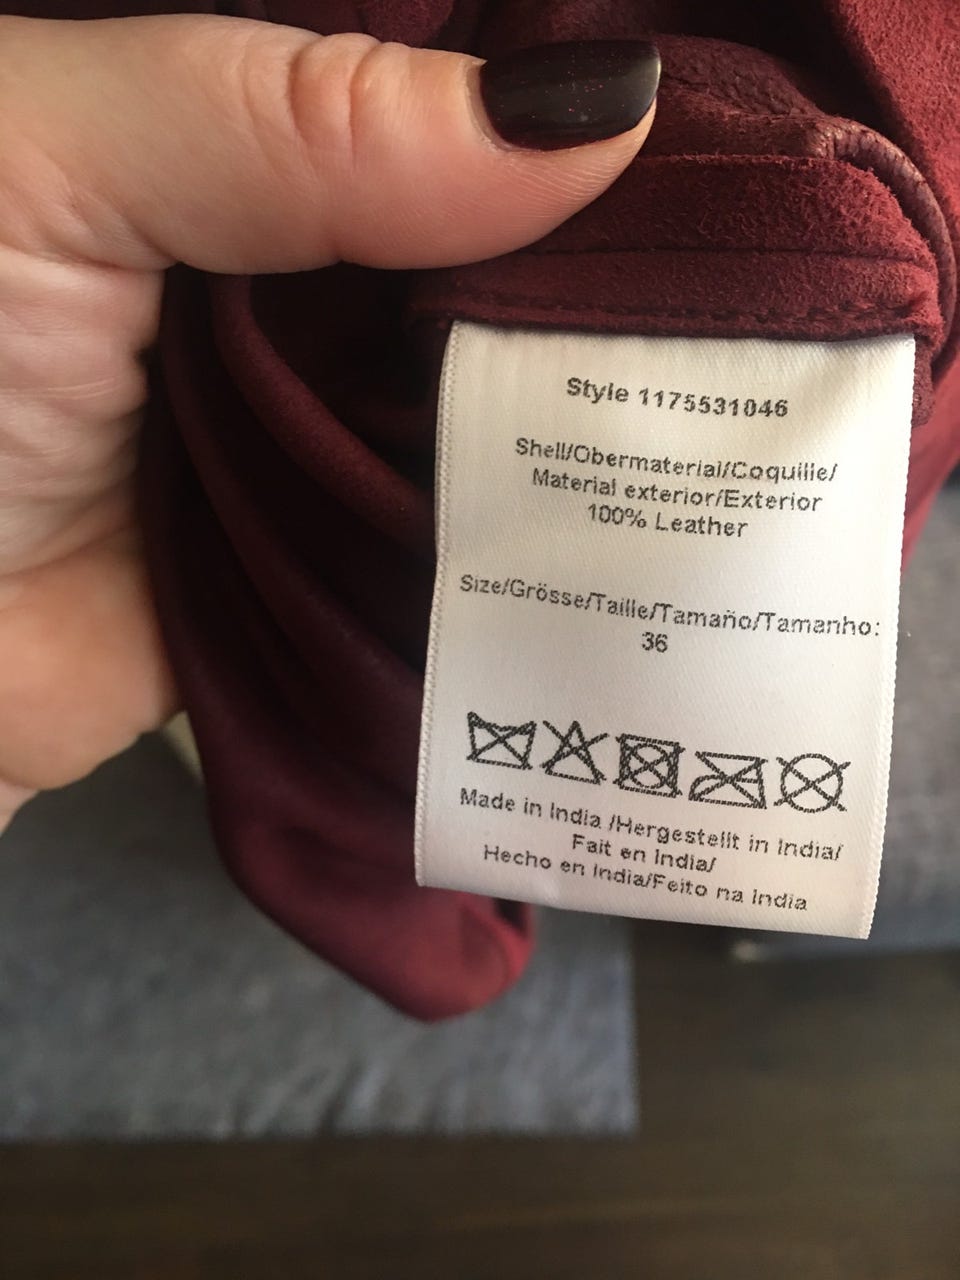 Style 1175531046
Shell/Obermaterial/Coquille/
Material exterior/Exterior
100% Leather
Size/Grösse/Taille/Tamaño/Tamanho:
36
Made in India /Hergestellt in India/
Fait en India/
Hecho en India/Feito na India